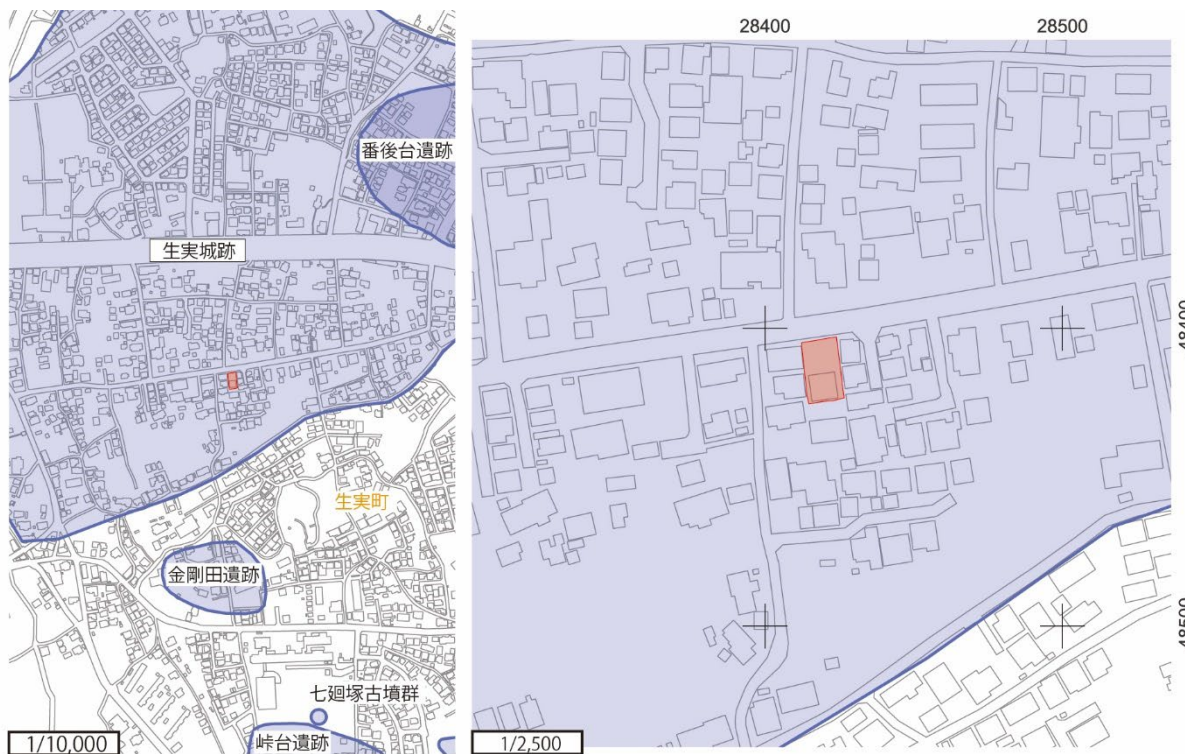 番後台遺跡
生実城跡
生実町
金剛田遺跡
七廻塚古墳群
峠台遺跡
1/10,000
28400
28500
48400
48500
1/2,500